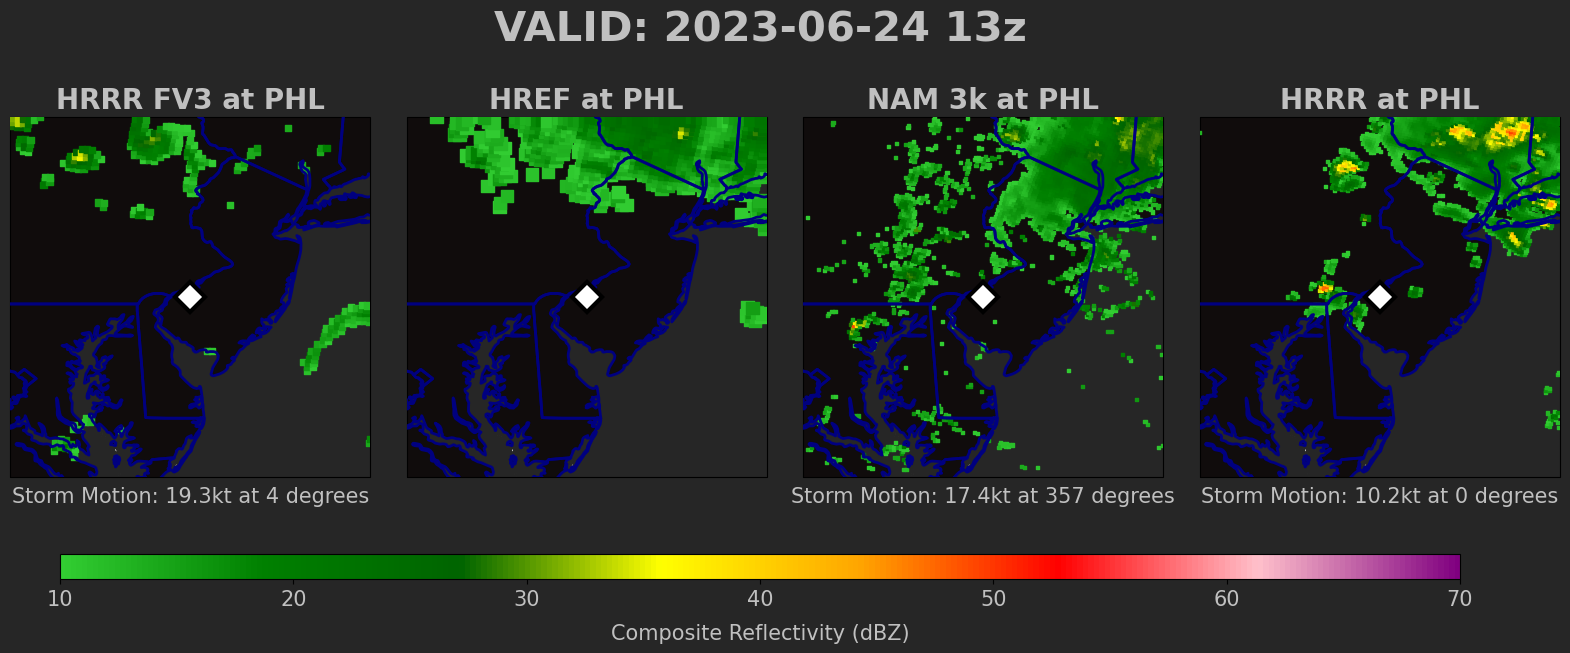 VALID: 2023-06-24 13z
HRRR FV3 at PHL
HREF at PHL
NAM 3k at PHL
HRRR at PHL
Storm Motion: 19.3kt at 4 degrees
Storm Motion: 17.4kt at 357 degrees
Storm Motion: 10.2kt at 0 degrees
10 20 30 40 50 60 70
Composite Reflectivity (dBZ)